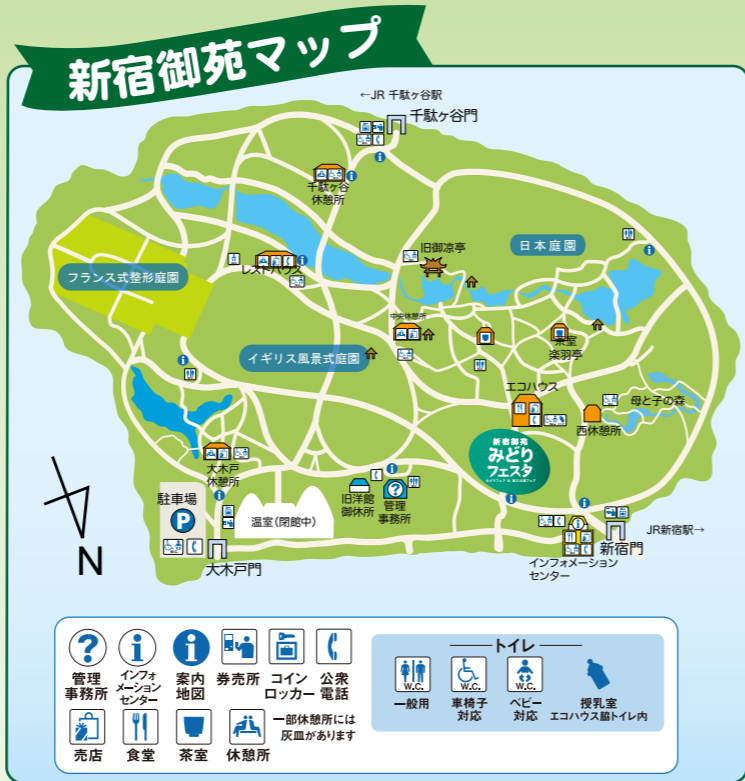 新宿御苑マップ
←JR 千駄ヶ谷駅
千駄ヶ谷門
千駄ヶ谷
休憩所
旧御凉亭
日本庭園
フランス式整形庭園
レストハウス
中央休憩所
イギリス風景式庭園
茶室
楽羽亭
エコハウス
母と子の森
西休憩所
新宿御苑
みどり
フェスタ
大木戸
休憩所
駐車場
P
温室(閉館中)
旧洋館
御休所
管理
事務所
大木戸門
JR新宿駅→
新宿門
インフォメーション
センター
N
管理
事務所
インフォ
メーション
センター
案内
地図
券売所
コイン
ロッカー
公衆
電話
売店
食堂
茶室
休憩所
一部休憩所には
灰皿があります
トイレ
W.C.
一般用
W.C.
車椅子
対応
W.C.
ベビー
対応
授乳室
エコハウス脇トイレ内